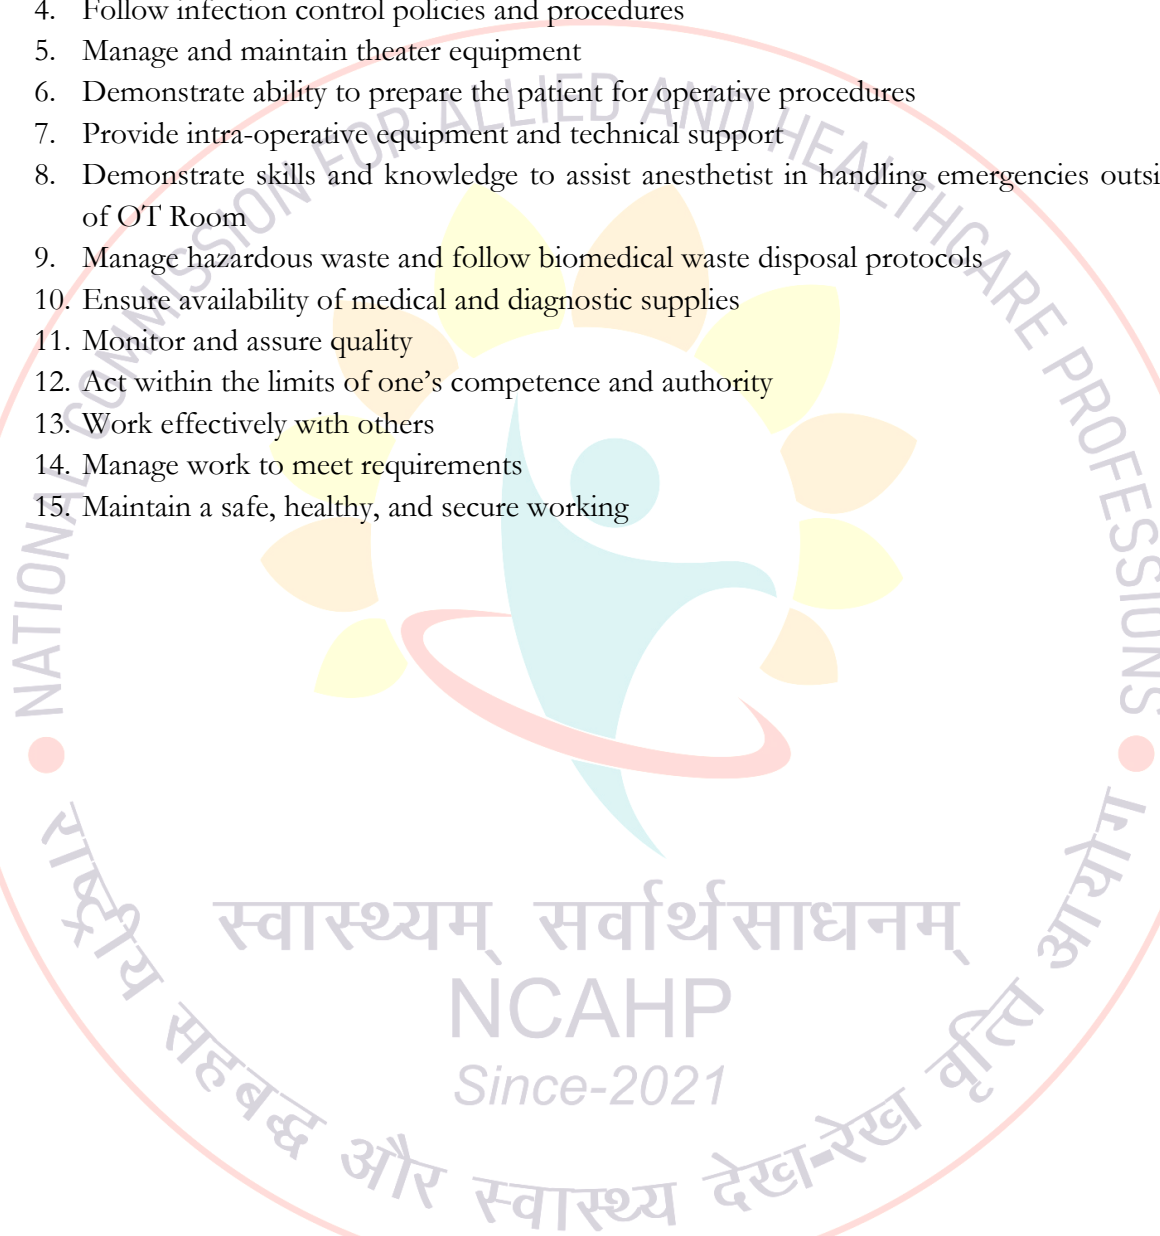 4. Follow infection control policies and procedures
5. Manage and maintain theater equipment
6. Demonstrate ability to prepare the patient for operative procedures
7. Provide intra-operative equipment and technical support
8. Demonstrate skills and knowledge to assist anesthetist in handling emergencies outsi
of OT Room
9. Manage hazardous waste and follow biomedical waste disposal protocols
10. Ensure availability of medical and diagnostic supplies
11. Monitor and assure quality
12. Act within the limits of one’s competence and authority
13. Work effectively with others
14. Manage work to meet requirements
15. Maintain a safe, healthy, and secure working
NATIONAL COMMISSION FOR ALLIED AND HEALTHCARE PROFESSIONS
स्वास्थ्यम् सर्वार्थसाधनम्
NCAHP
Since-2021
राष्ट्रीय सहबद्ध और स्वास्थ्य देख-रेख वृत्ति आयोग